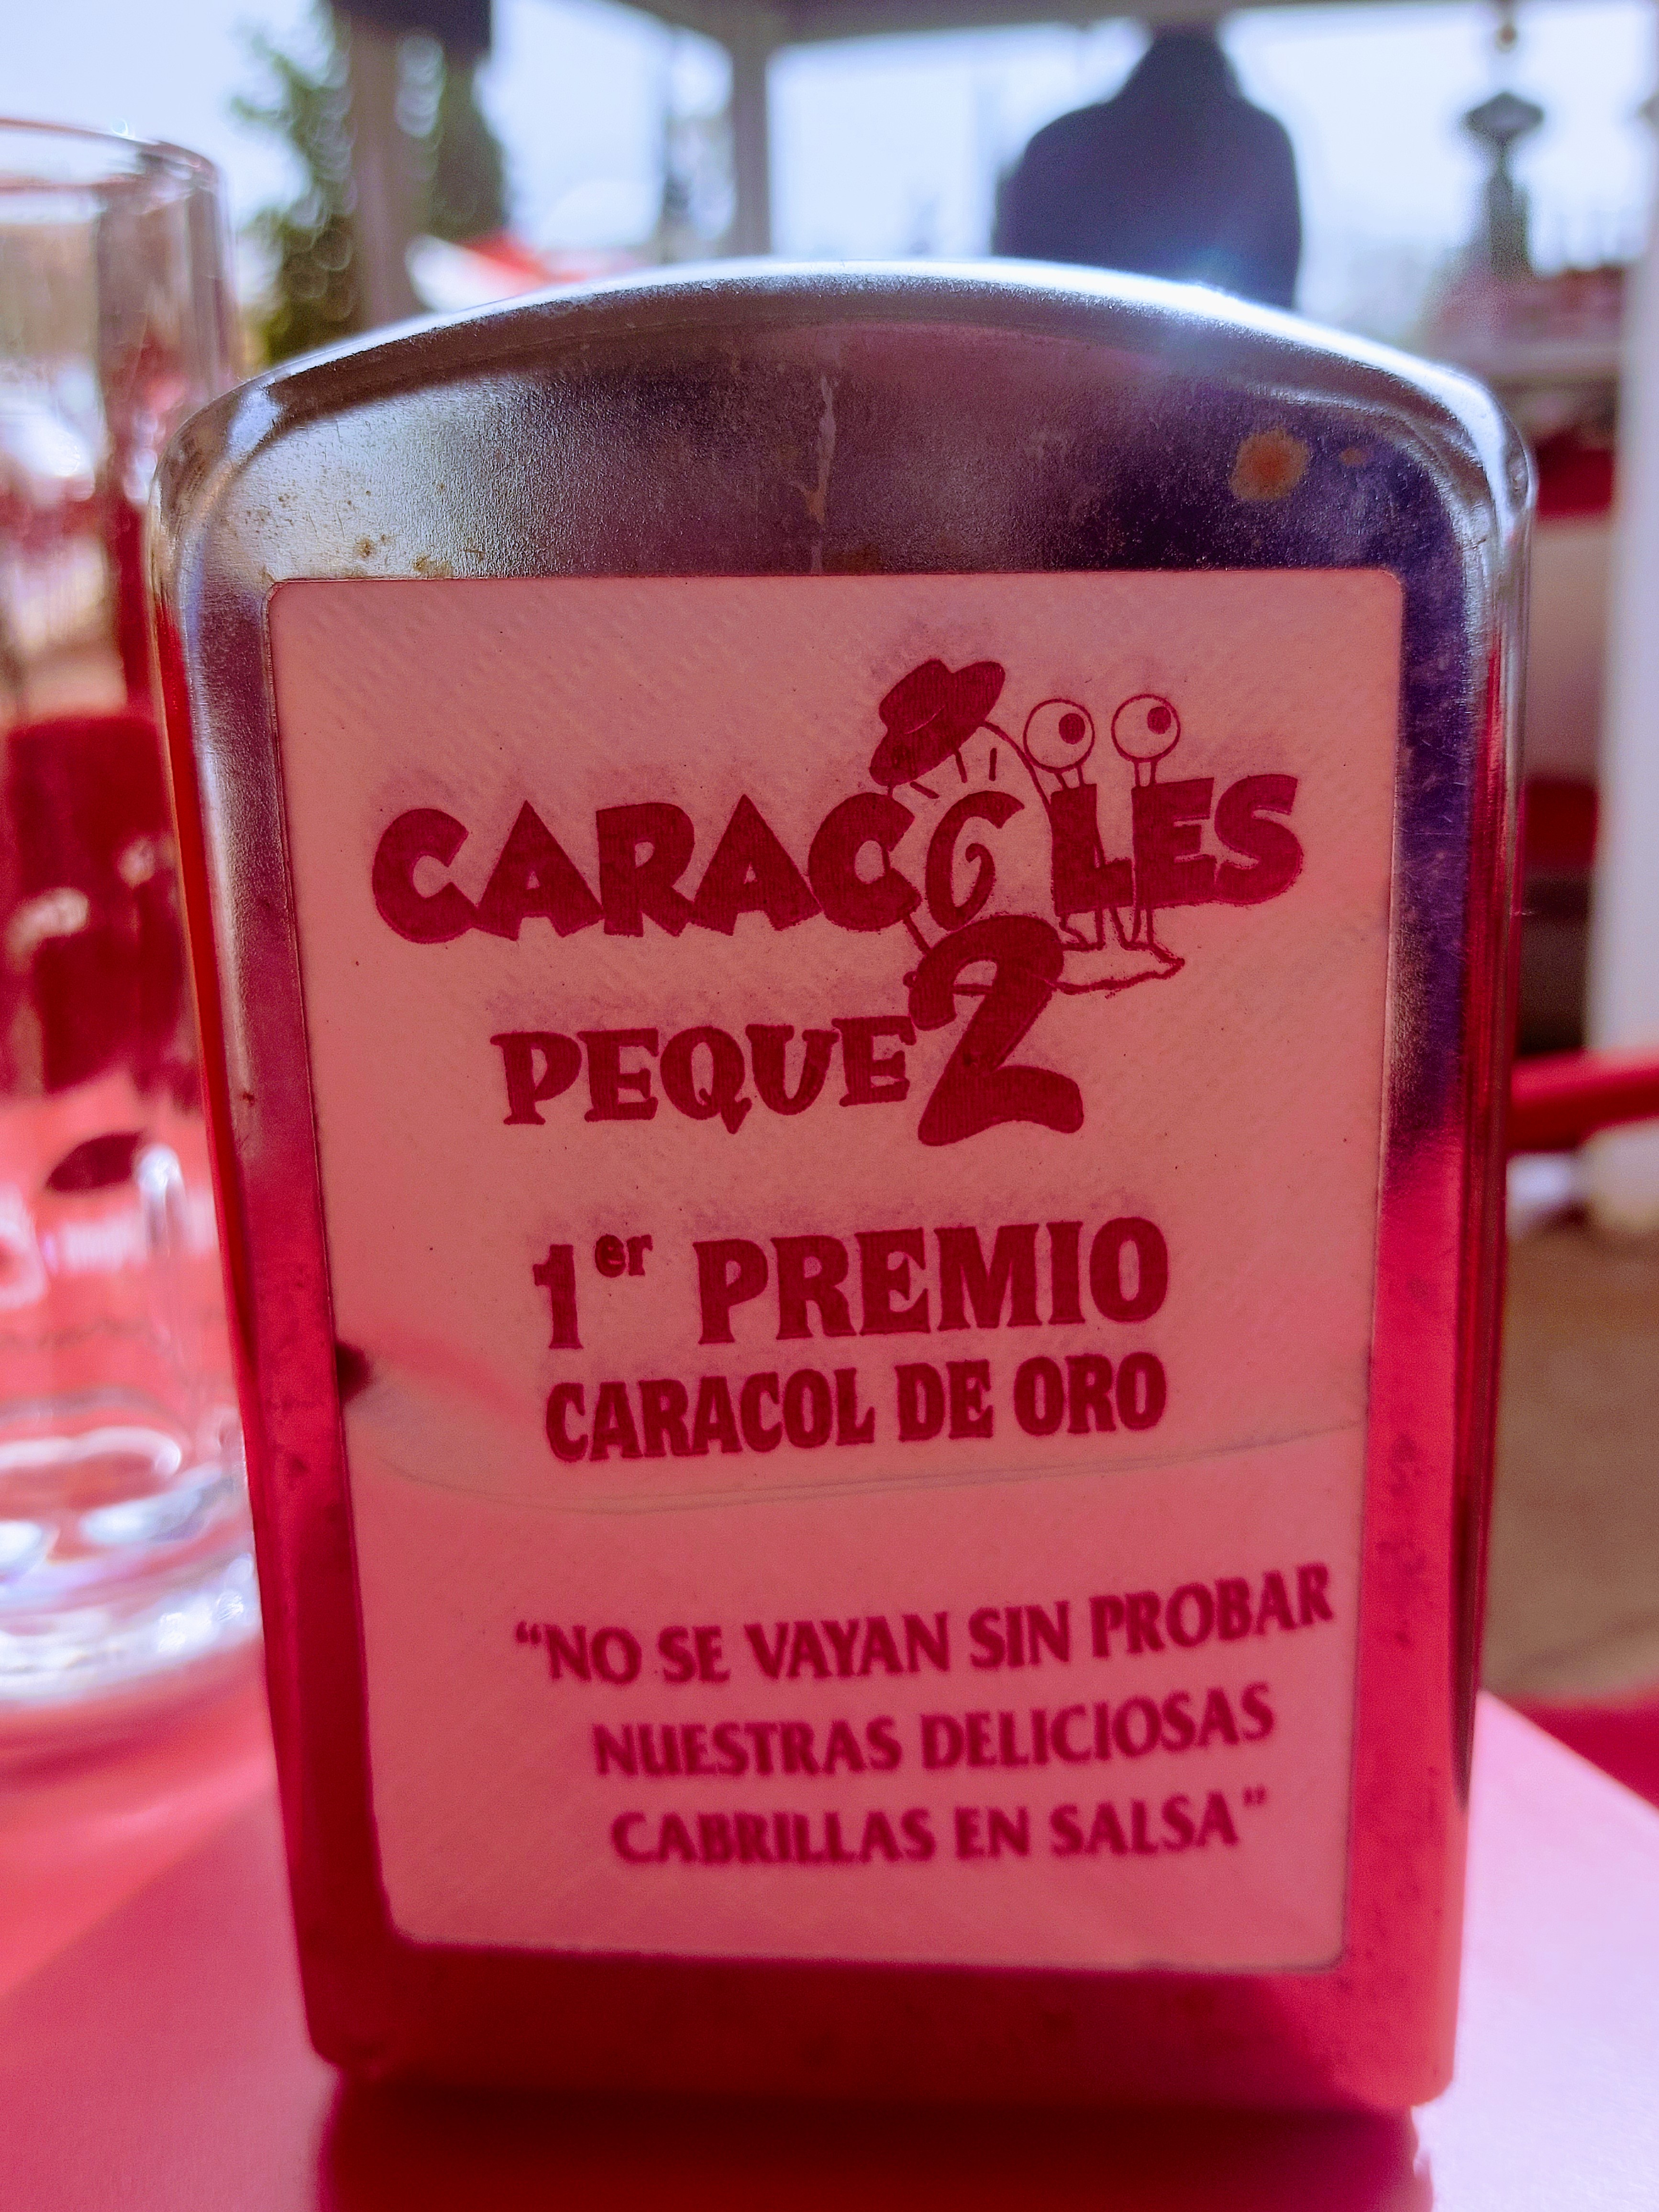 CARACOLES
PEQUE2
1er PREMIO
CARACOL DE ORO
“NO SE VAYAN SIN PROBAR
NUESTRAS DELICIOSAS
CABRILLAS EN SALSA”